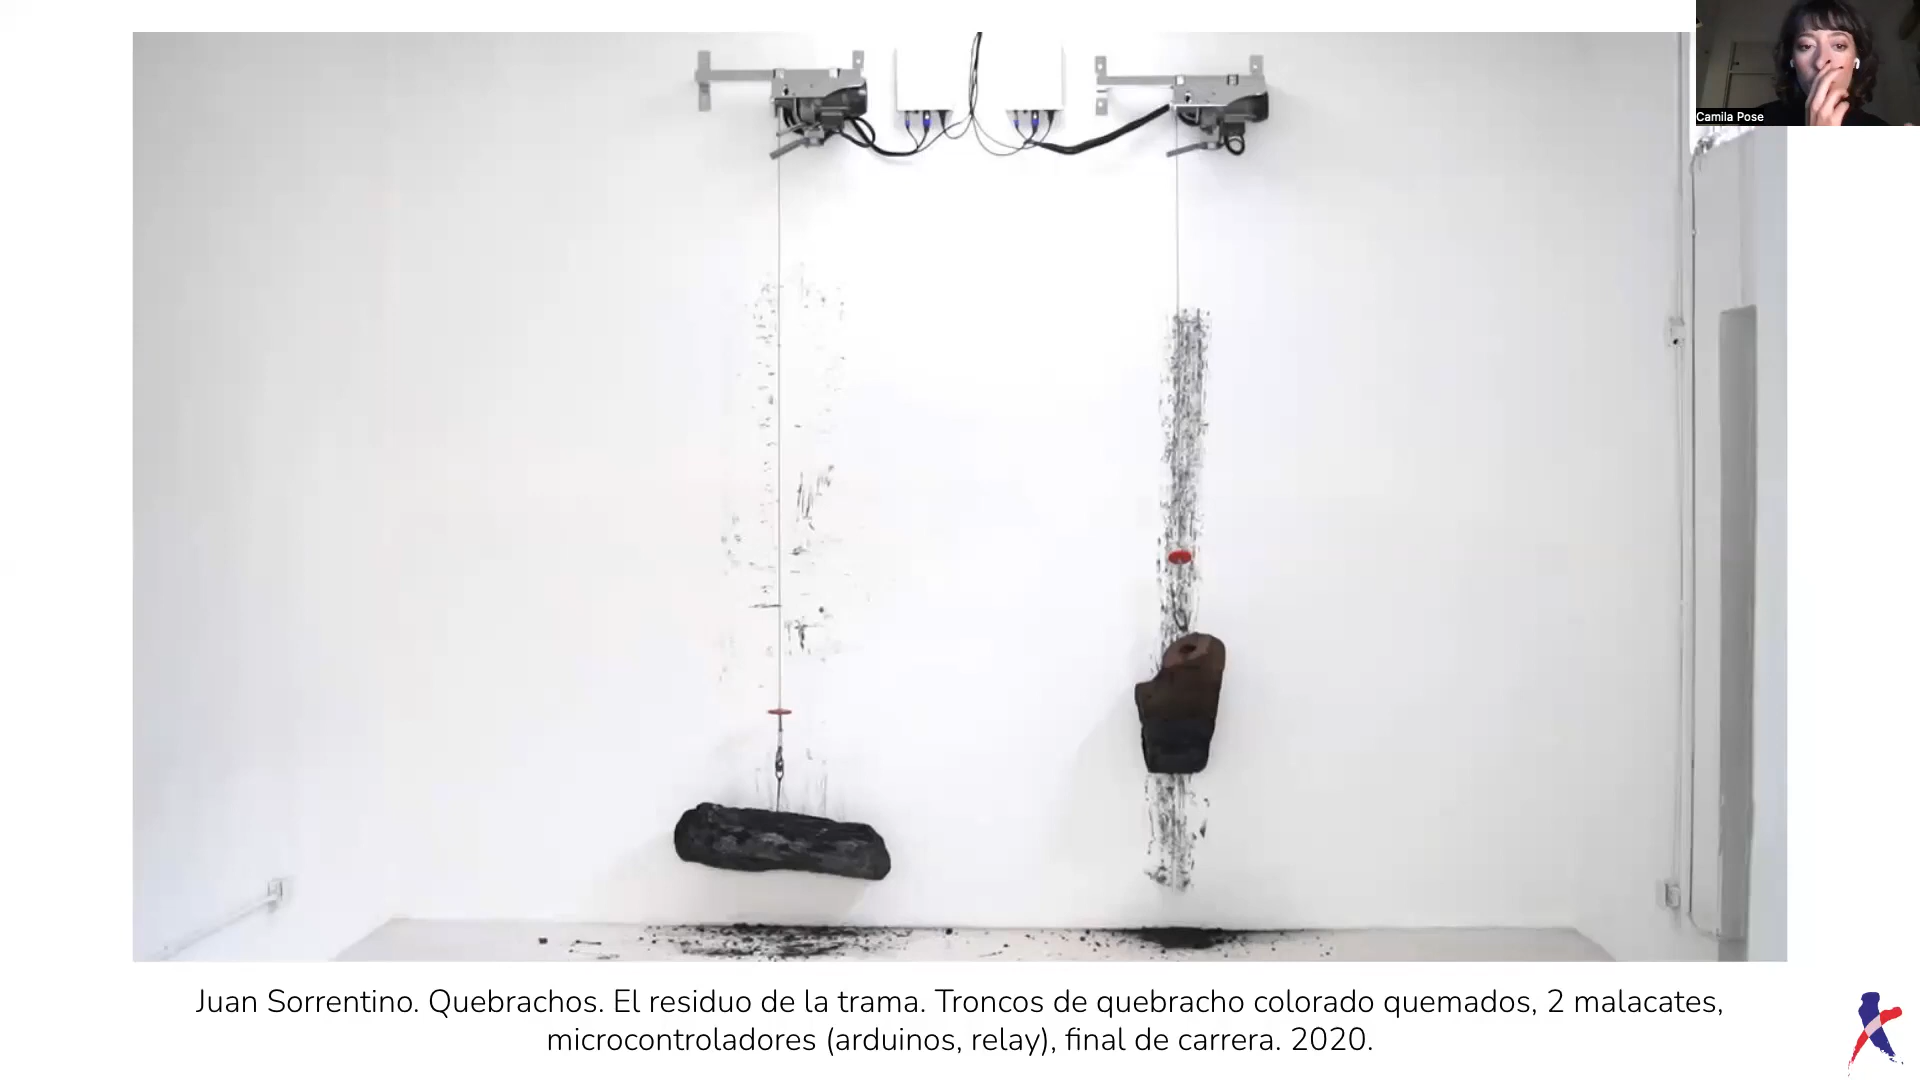 Camila Pose
Juan Sorrentino. Quebrachos. El residuo de la trama. Troncos de quebracho colorado quemados, 2 malacates,
microcontroladores (arduinos, relay), final de carrera. 2020.